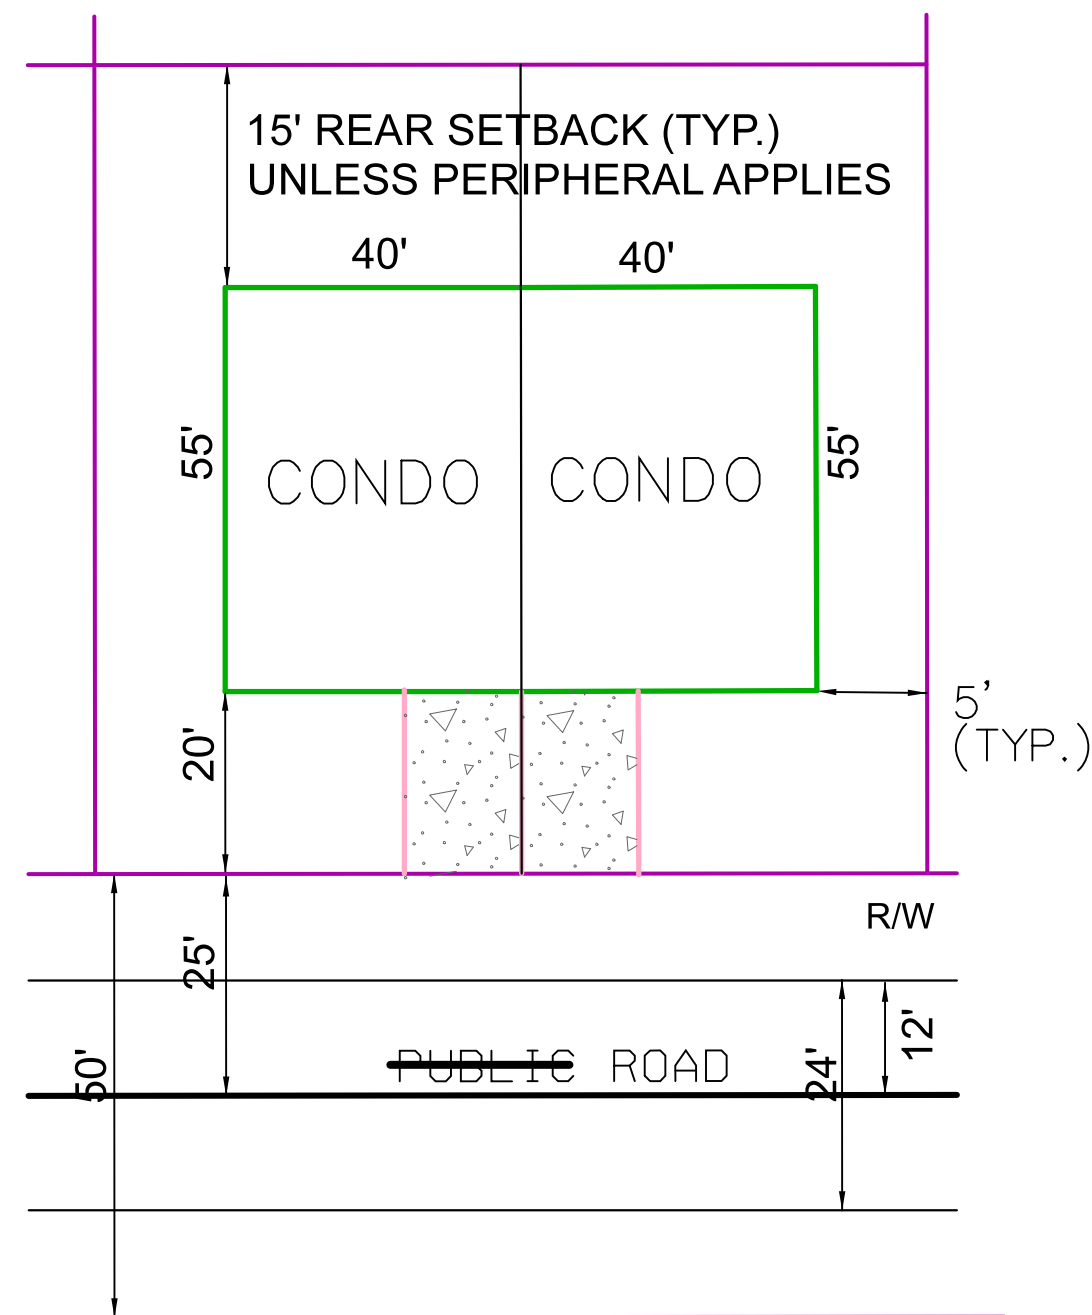 15' REAR SETBACK (TYP.)
UNLESS PERIPHERAL APPLIES
40'
40'
55'
CONDO
CONDO
55'
5'
(TYP.)
20'
R/W
25'
12'
50'
PUBLIC ROAD
24'